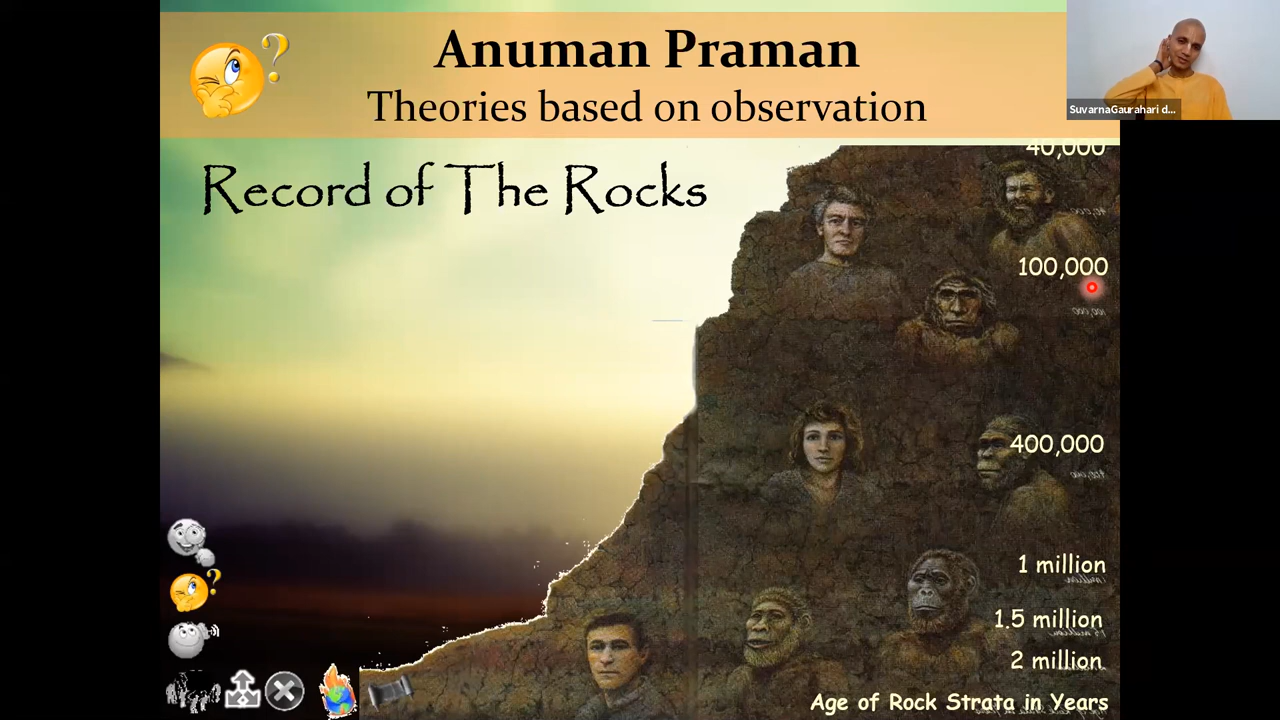 Anuman Praman
Theories based on observation
SuvarnaGaurahari d...
Record of The Rocks
40,000
100,000
400,000
1 million
1.5 million
2 million
Age of Rock Strata in Years